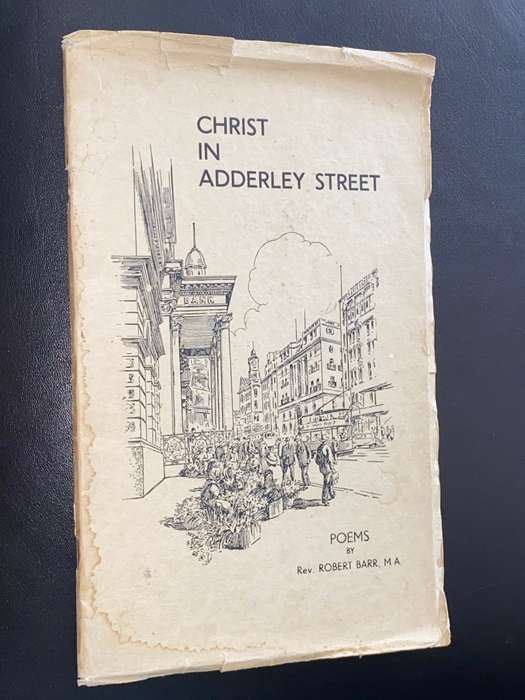 CHRIST
IN
ADDERLEY STREET
BANK
POEMS
BY
Rev. ROBERT BARR, M.A.